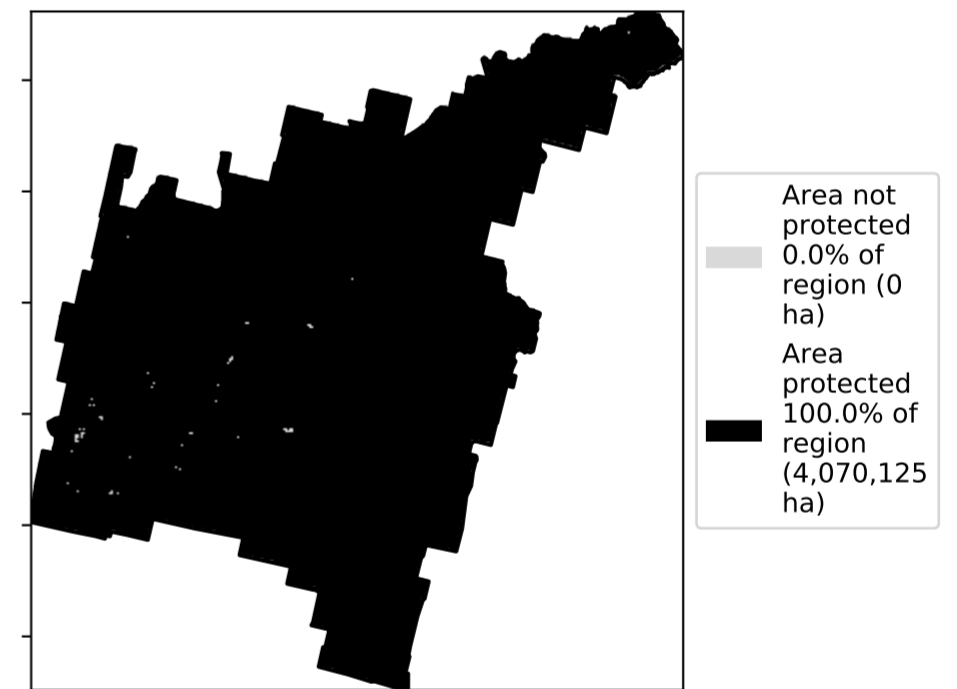 Area not
protected
0.0% of
region (0
ha)
Area
protected
100.0% of
region
(4,070,125
ha)